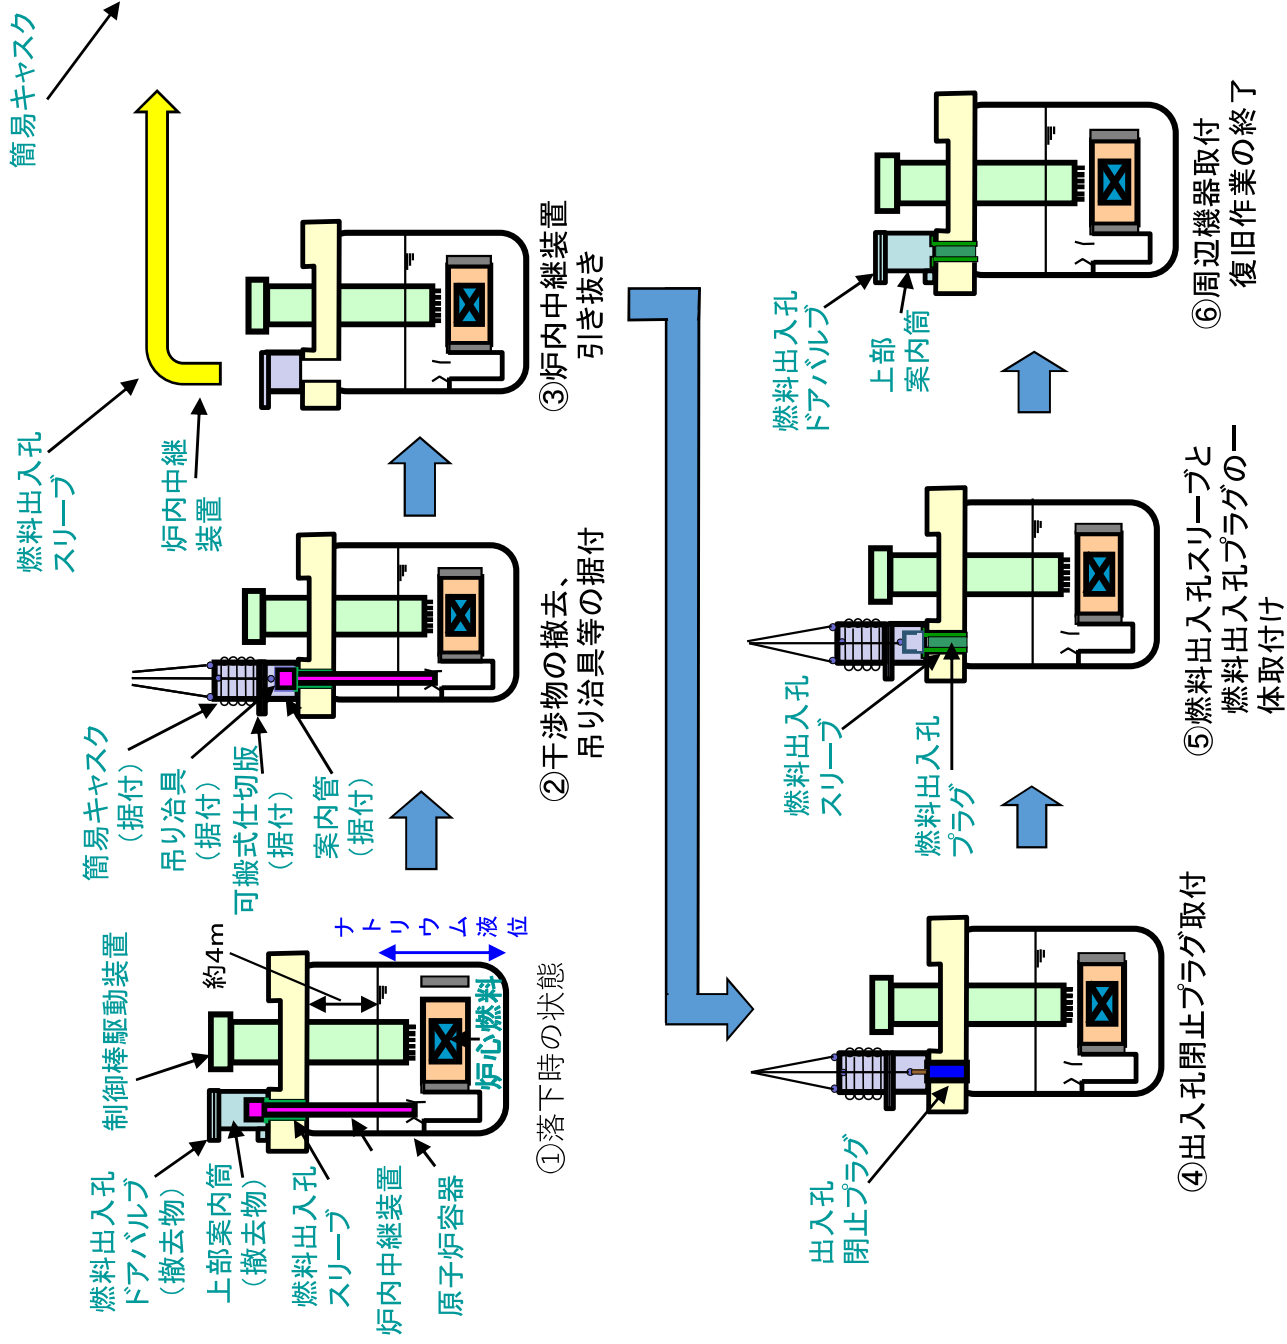 燃料出入孔
ドアバルブ
（撤去物）
上部案内筒
（撤去物）
燃料出入孔
スリーブ
炉内中継装置
原子炉容器
制御棒駆動装置
約4m
ナトリウム液位
炉心燃料
①落下時の状態
簡易キャスク
（据付）
吊り冶具
（据付）
可搬式仕切版
（据付）
案内管
（据付）
②干渉物の撤去、
吊り治具等の据付
燃料出入孔
スリーブ
炉内中継
装置
簡易キャスク
③炉内中継装置
引き抜き
出入孔
閉止プラグ
④出入孔閉止プラグ取付
燃料出入孔
スリーブ
燃料出入孔
プラグ
⑤燃料出入孔スリーブと
燃料出入孔プラグの一
体取付け
燃料出入孔
ドアバルブ
上部
案内筒
⑥周辺機器取付
復旧作業の終了